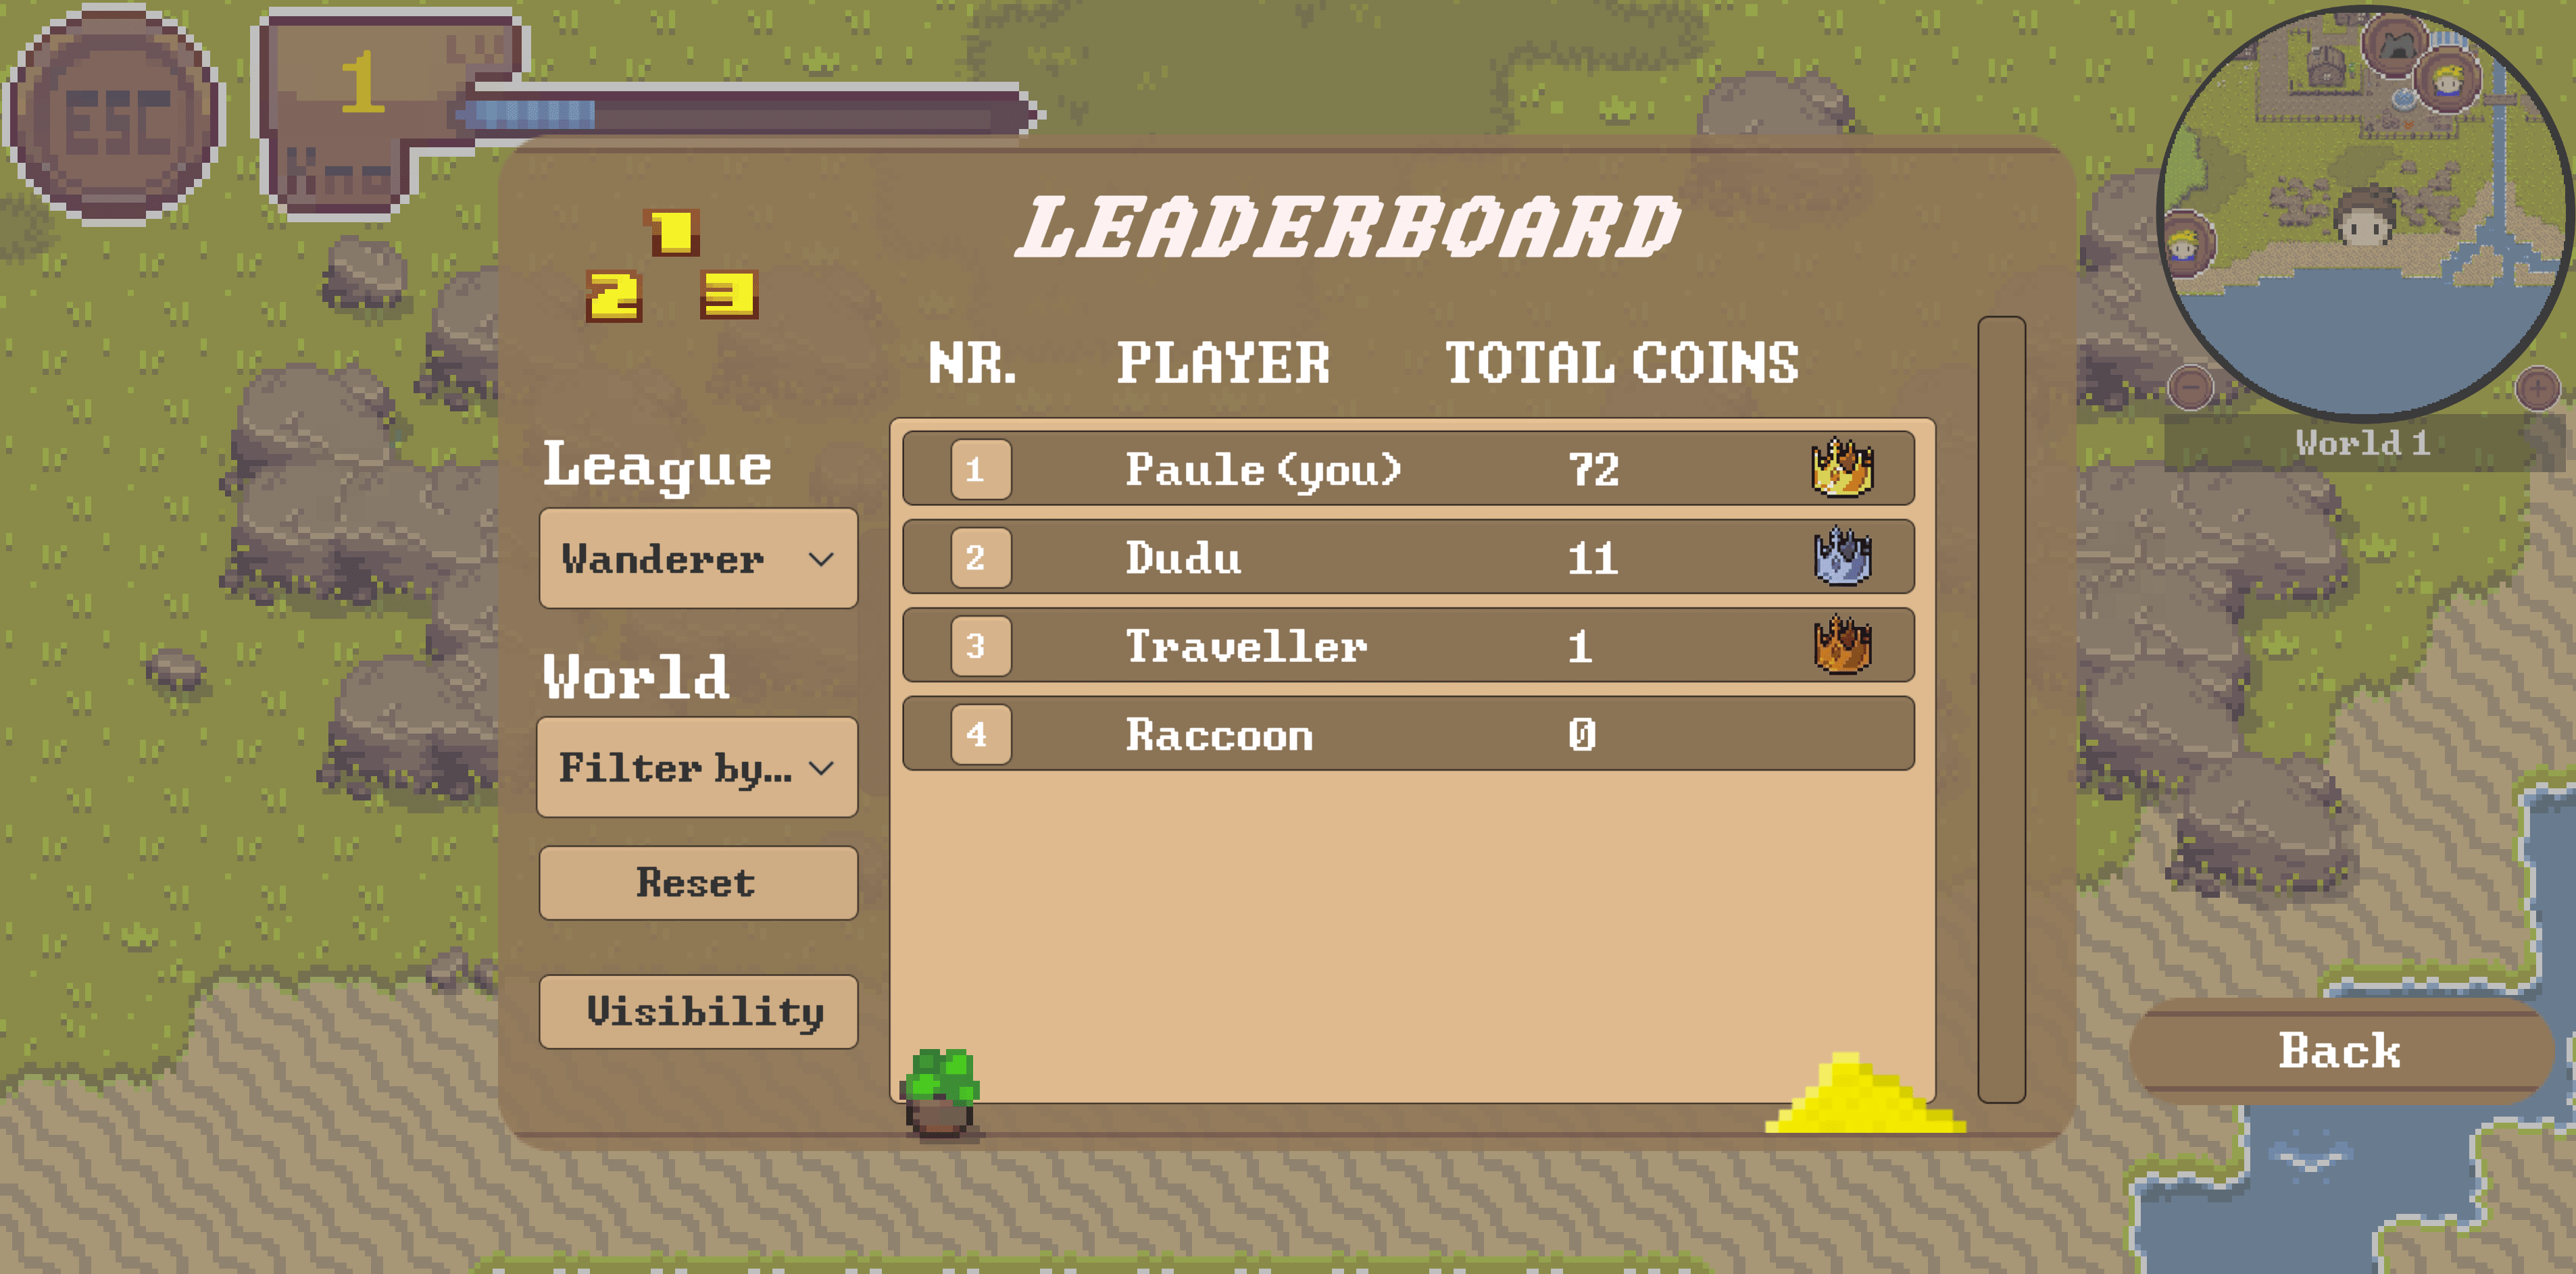 ESC
1
LEADERBOARD
1
2 3
NR. PLAYER TOTAL COINS
League
Wanderer
World
Filter by...
Reset
Visibility
1 Paule (you) 72
2 Dudu 11
3 Traveller 1
4 Raccoon 0
World 1
Back